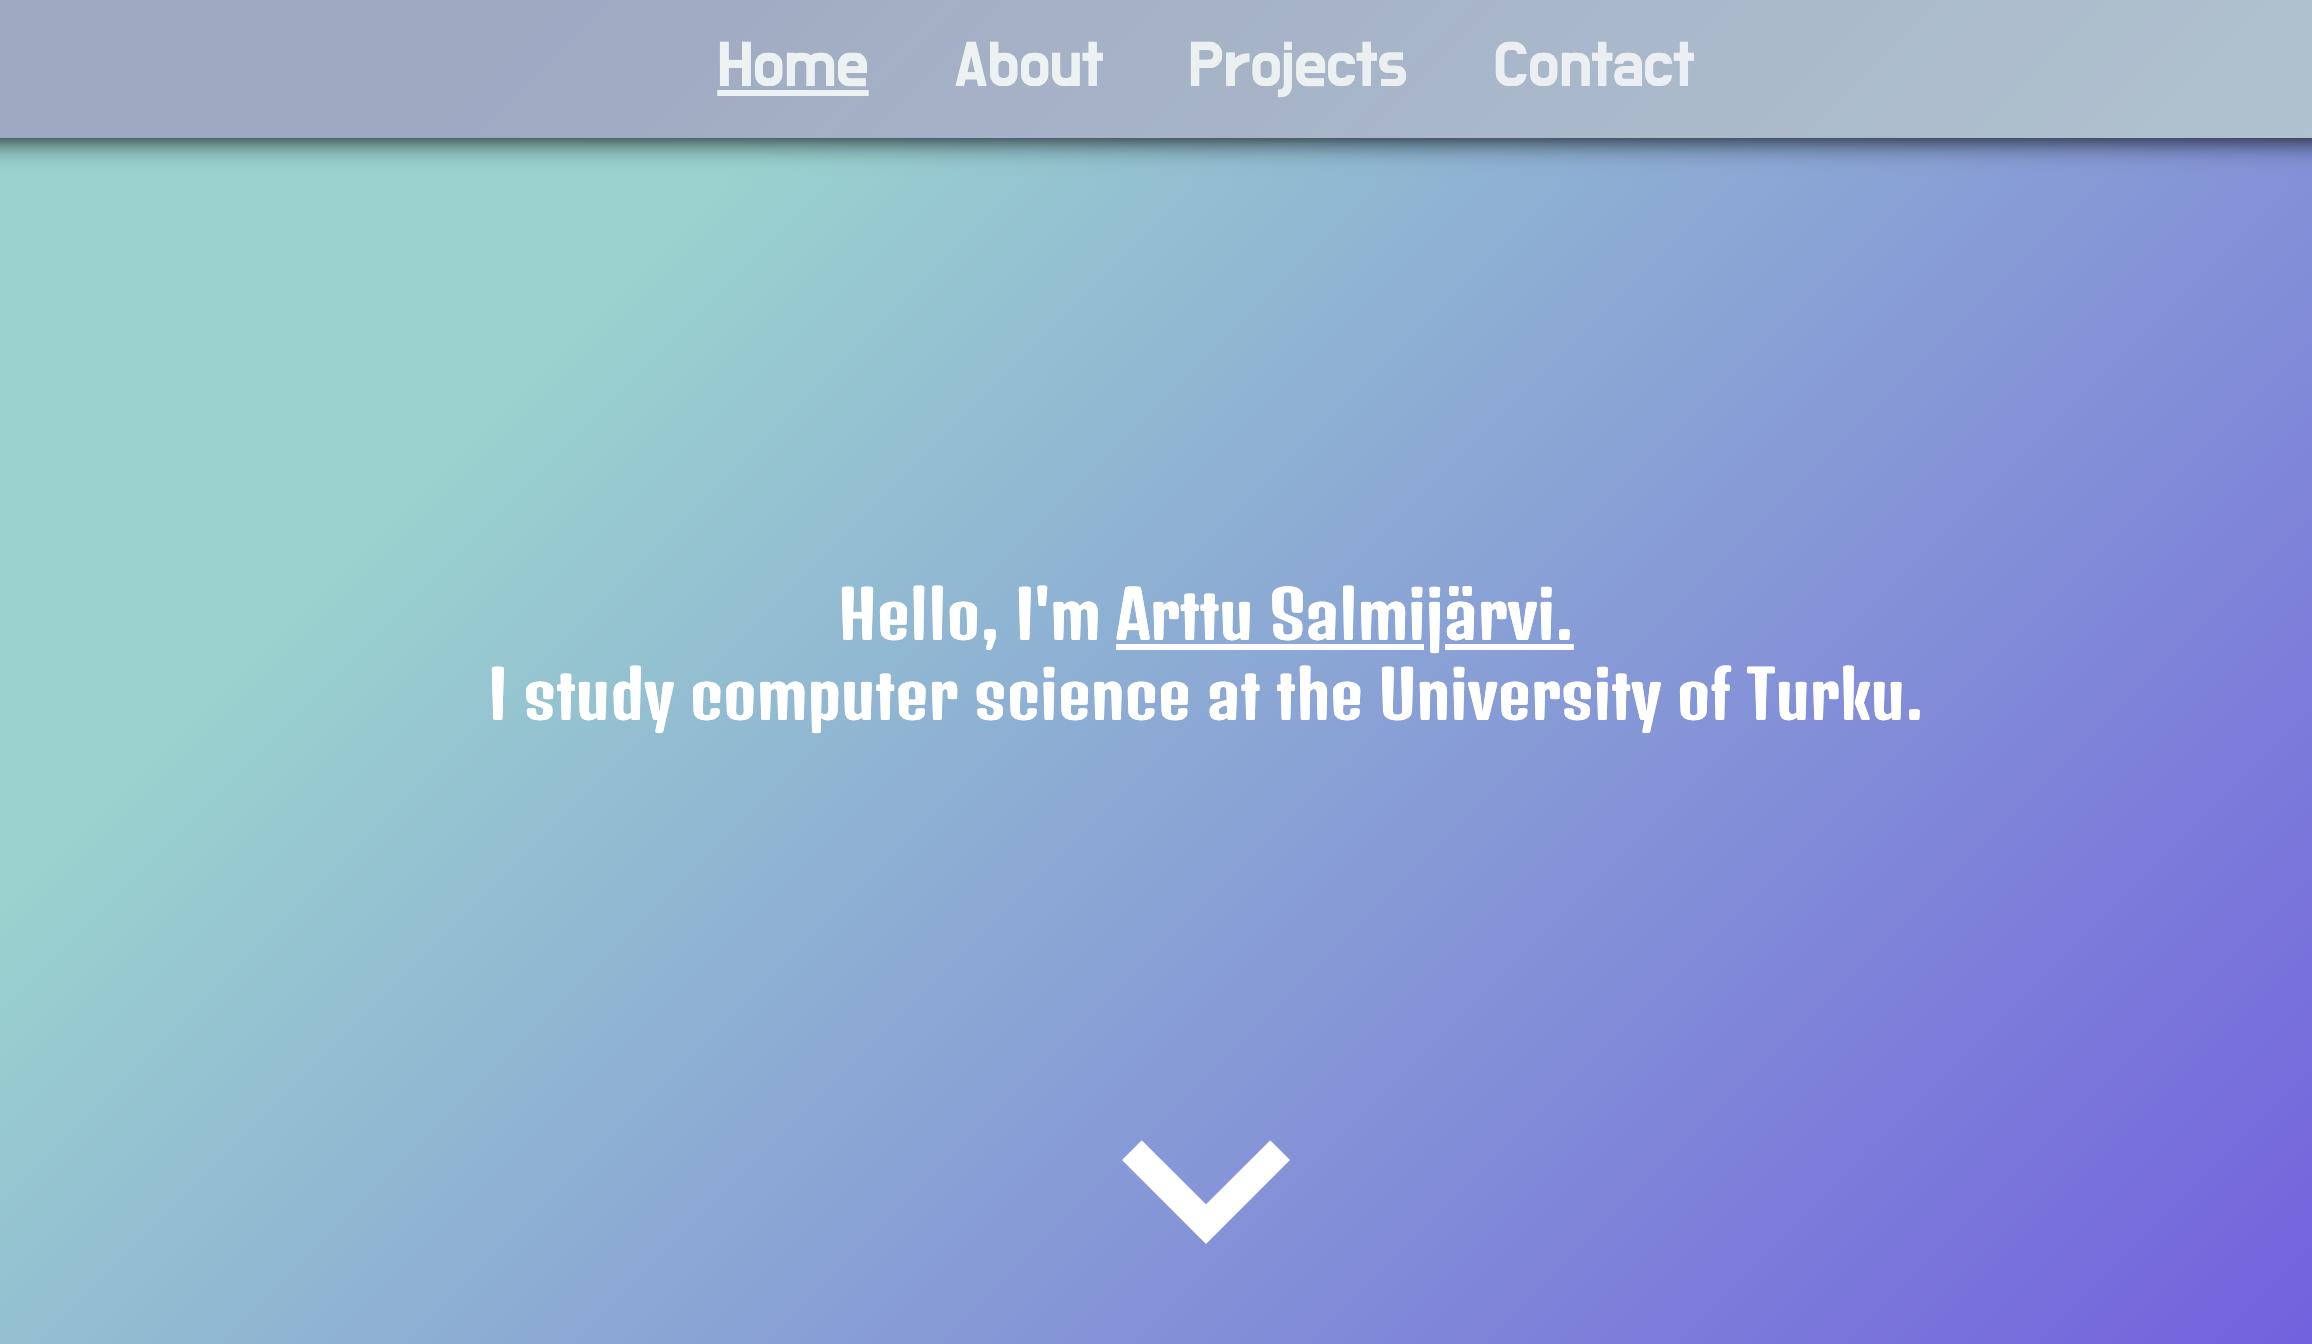 Home About Projects Contact
Hello, I'm Arttu Salmijärvi.
I study computer science at the University of Turku.